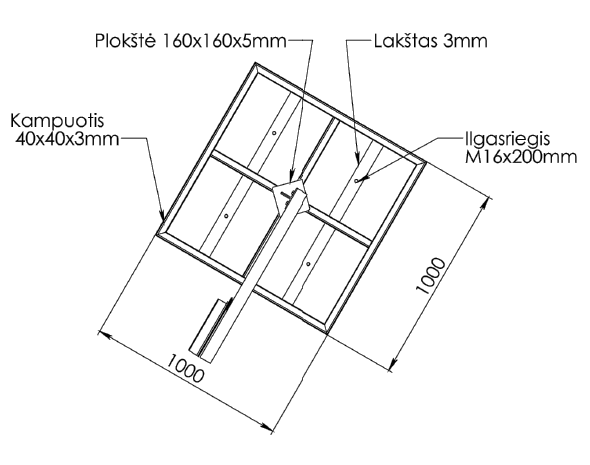 Plokštė 160x160x5mm
Lakštas 3mm
Kampuotis
40x40x3mm
Ilgasriegis
M16x200mm
1000
1000